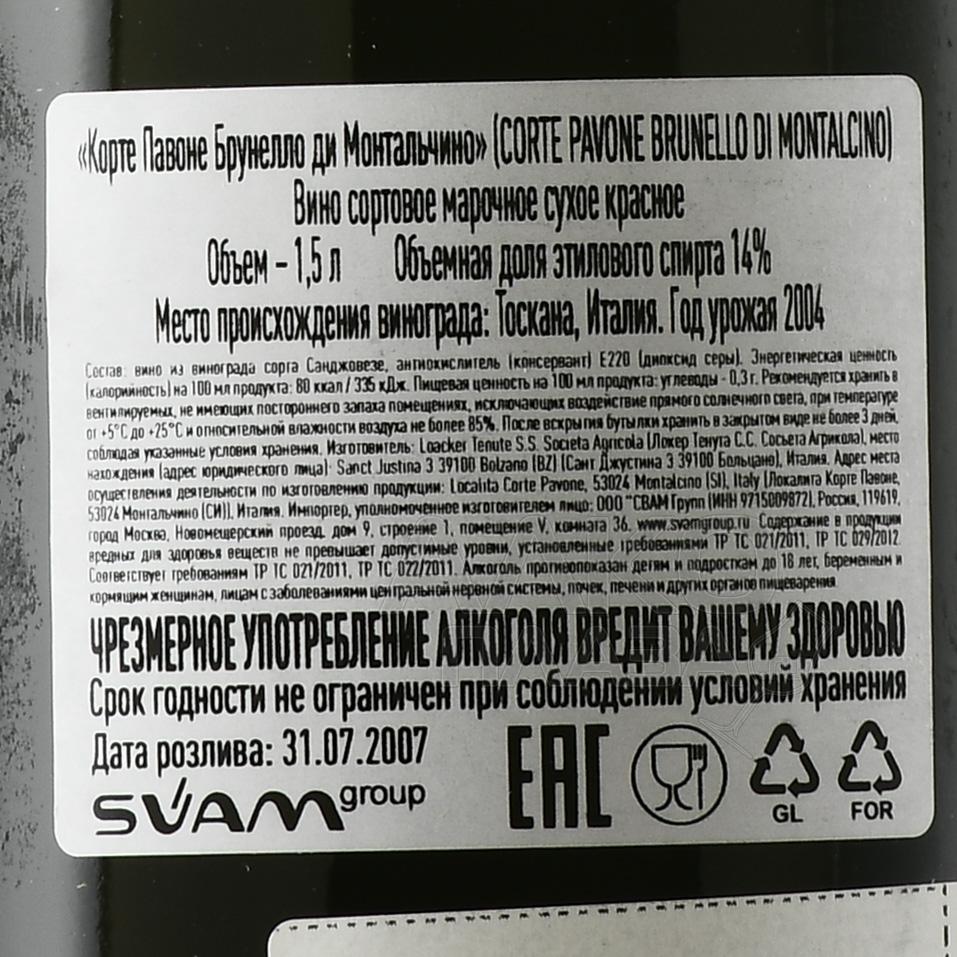 «Корте Павоне Брунелло ди Монтальчино» (CORTE PAVONE BRUNELLO DI MONTALCINO)
Вино сортовое марочное сухое красное
Объем – 1,5 л Объемная доля этилового спирта 14%
Место происхождения винограда: Тоскана, Италия. Год урожая 2004
Состав: вино из винограда сорта Санджовезе, антиокислитель (консервант) Е220 (диоксид серы). Энергетическая ценность
(калорийность) на 100 мл продукта: 80 ккал / 335 кДж. Пищевая ценность на 100 мл продукта: углеводы - 0,3 г. Рекомендуется хранить в
вентилируемых, не имеющих постороннего запаха помещениях, исключающих воздействие прямого солнечного света, при температуре
от +5°С до +25°С и относительной влажности воздуха не более 85%. После вскрытия бутылки хранить в закрытом виде не более 3 дней,
соблюдая указанные условия хранения. Изготовитель: Loacker Tenute S.S. Societa Agricola (Локер Тенута С.С. Сосьета Агрикола), место
нахождения (адрес юридического лица): Sanct Justina 3 39100 Bolzano (BZ) (Сант Джустина 3 39100 Больцано), Италия. Адрес места
осуществления деятельности по изготовлению продукции: Localita Corte Pavone, 53024 Montalcino (SI), Italy (Локалита Корте Павоне,
53024 Монтальчино (СИ)), Италия. Импортер, уполномоченное изготовителем лицо: ООО "СВАМ Групп (ИНН 9715009872), Россия, 119619,
город Москва, Новомещерский проезд, дом 9, строение 1, помещение V, комната 36. www.svamgroup.ru Содержание в продукции
вредных для здоровья веществ не превышает допустимые уровни, установленные требованиями ТР ТС 021/2011, ТР ТС 029/2012
Соответствует требованиям ТР ТС 021/2011, ТР ТС 022/2011. Алкоголь противопоказан детям и подросткам до 18 лет, беременным и
кормящим женщинам, лицам с заболеваниями центральной нервной системы, почек, печени и других органов пищеварения.
ЧРЕЗМЕРНОЕ УПОТРЕБЛЕНИЕ АЛКОГОЛЯ ВРЕДИТ ВАШЕМУ ЗДОРОВЬЮ
Срок годности не ограничен при соблюдении условий хранения
Дата розлива: 31.07.2007
SVAM group
EAC
GL FOR